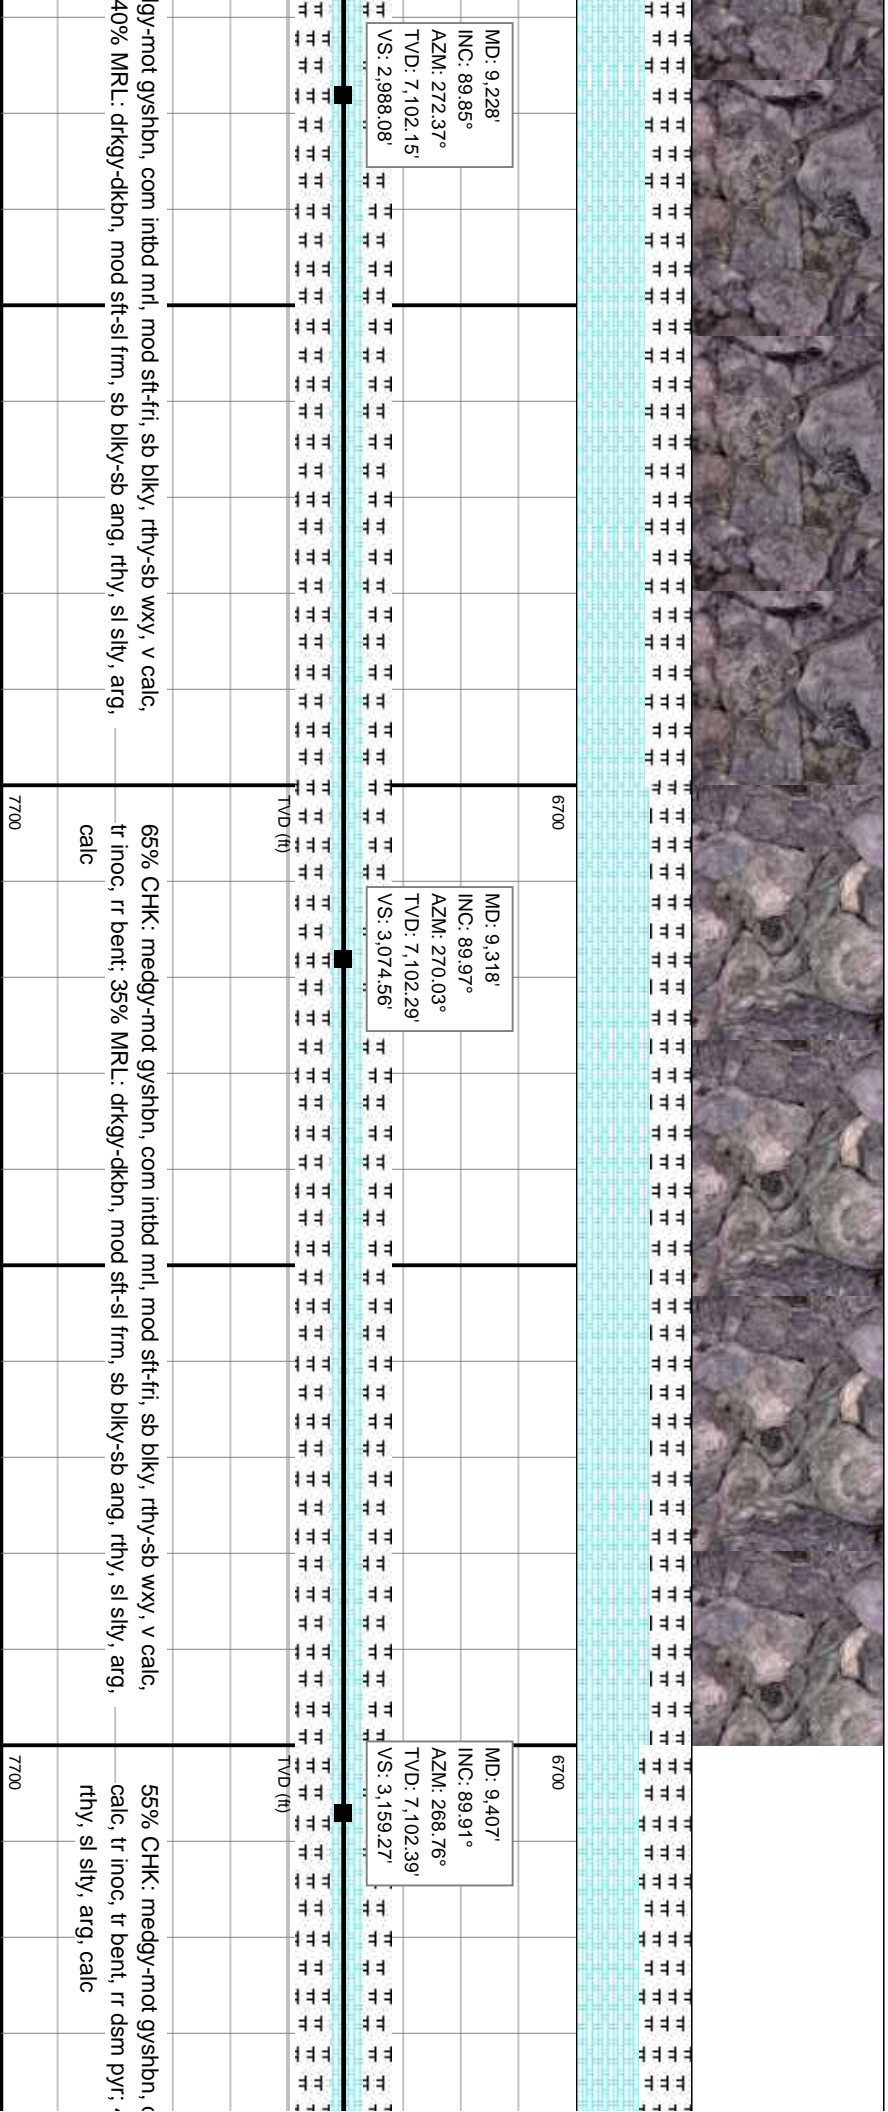 MD: 9,228'
INC: 89.85°
AZM: 272.37°
TVD: 7,102.15'
VS: 2,988.08'
gy-mot gyshbn, com intbd mrl, mod sft-fri, sb blky, rthy-sb wxy, v calc,
40% MRL: drkgy-dkbn, mod sft-sl frm, sb blky-sb ang, rthy, sl slty, arg,
6700
TVD (ft)
7700
MD: 9,318'
INC: 89.97°
AZM: 270.03°
TVD: 7,102.29'
VS: 3,074.56'
65% CHK: medgy-mot gyshbn, com intbd mrl, mod sft-fri, sb blky, rthy-sb wxy, v calc,
tr inoc, rr bent; 35% MRL: drkgy-dkbn, mod sft-sl frm, sb blky-sb ang, rthy, sl slty, arg,
calc
6700
TVD (ft)
7700
MD: 9,407'
INC: 89.91°
AZM: 268.76°
TVD: 7,102.39'
VS: 3,159.27'
55% CHK: medgy-mot gyshbn,
calc, tr inoc, tr bent, rr dsm pyr;
rthy, sl slty, arg, calc